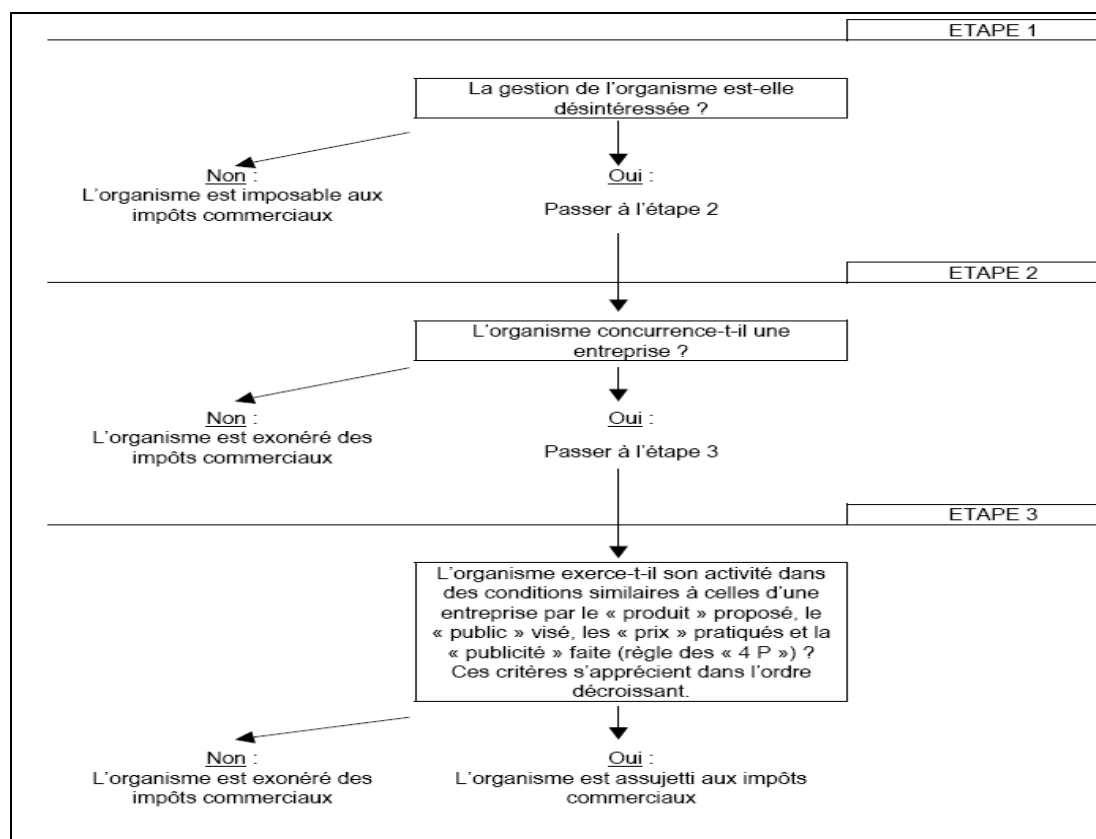 ETAPE 1
La gestion de l’organisme est-elle
désintéressée ?
Non :
L’organisme est imposable aux
impôts commerciaux
Oui :
Passer à l’étape 2
ETAPE 2
L’organisme concurrence-t-il une
entreprise ?
Non :
L’organisme est exonéré des
impôts commerciaux
Oui :
Passer à l’étape 3
ETAPE 3
L’organisme exerce-t-il son activité dans
des conditions similaires à celles d’une
entreprise par le « produit » proposé, le
« public » visé, les « prix » pratiqués et la
« publicité » faite (règle des « 4 P ») ?
Ces critères s’apprécient dans l’ordre
décroissant.
Non :
L’organisme est exonéré des
impôts commerciaux
Oui :
L’organisme est assujetti aux impôts
commerciaux